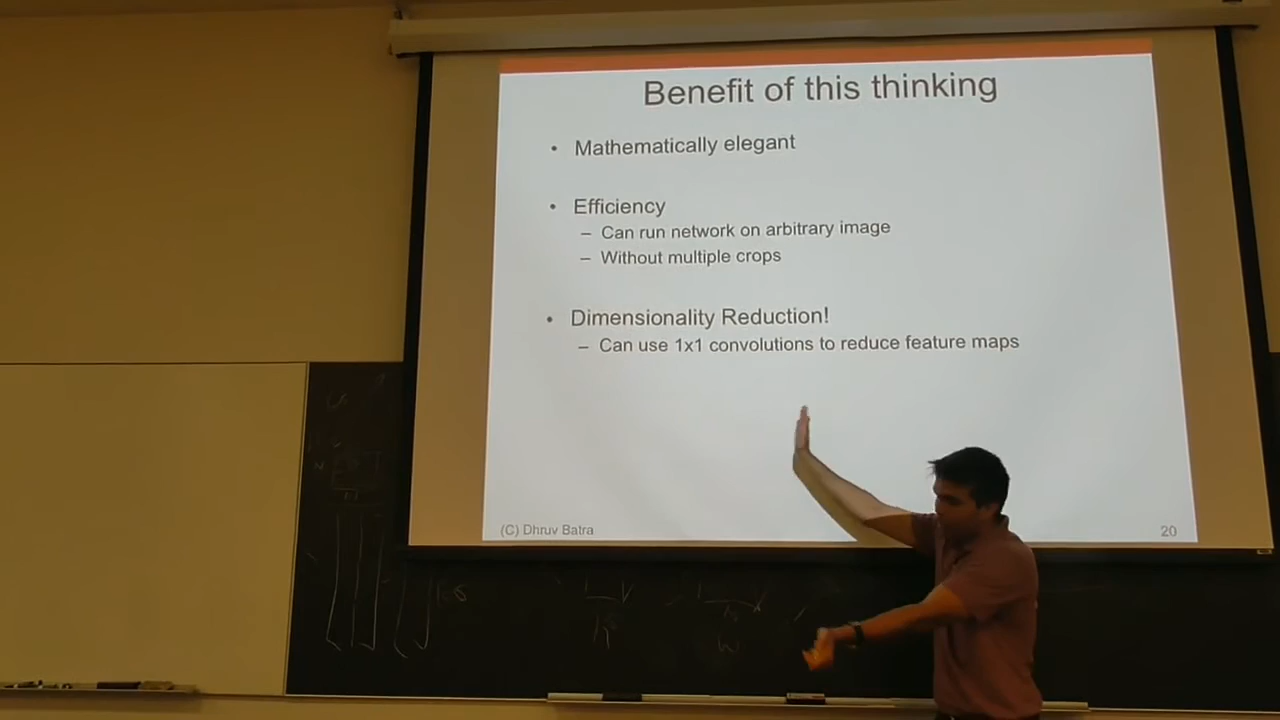 Benefit of this thinking
• Mathematically elegant
• Efficiency
– Can run network on arbitrary image
– Without multiple crops
• Dimensionality Reduction!
– Can use 1x1 convolutions to reduce feature maps
(C) Dhruv Batra
20